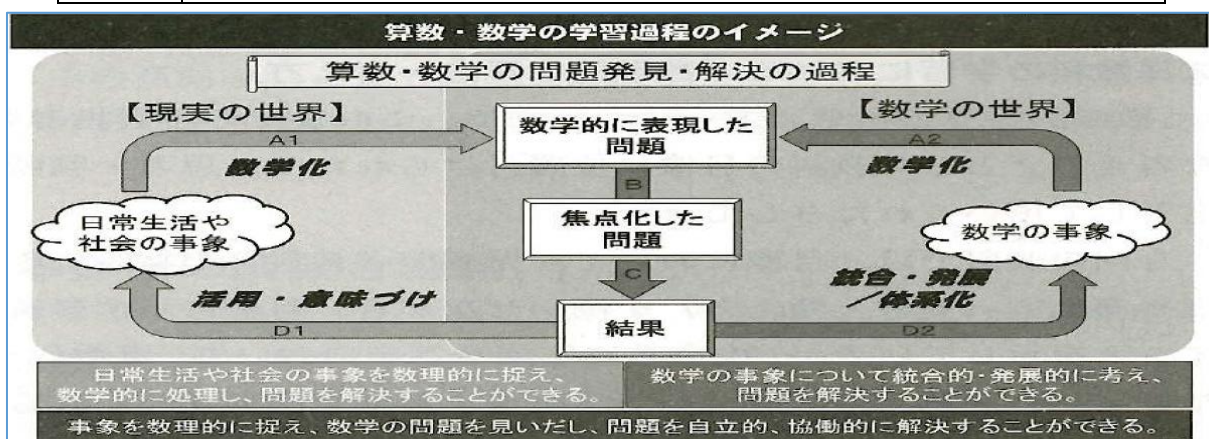 算数・数学の学習過程のイメージ
算数・数学の問題発見・解決の過程
【現実の世界】
【数学の世界】
A1
数学化
数学的に表現した
問題
A2
数学化
B
日常生活や
社会の事象
焦点化した
問題
数学の事象
C
活用・意味づけ
統合・発展
／体系化
D1
結果
D2
日常生活や社会の事象を数理的に捉え、
数学的に処理し、問題を解決することができる。
数学の事象について統合的・発展的に考え、
問題を解決することができる。
事象を数理的に捉え、数学の問題を見いだし、問題を自立的、協働的に解決することができる。